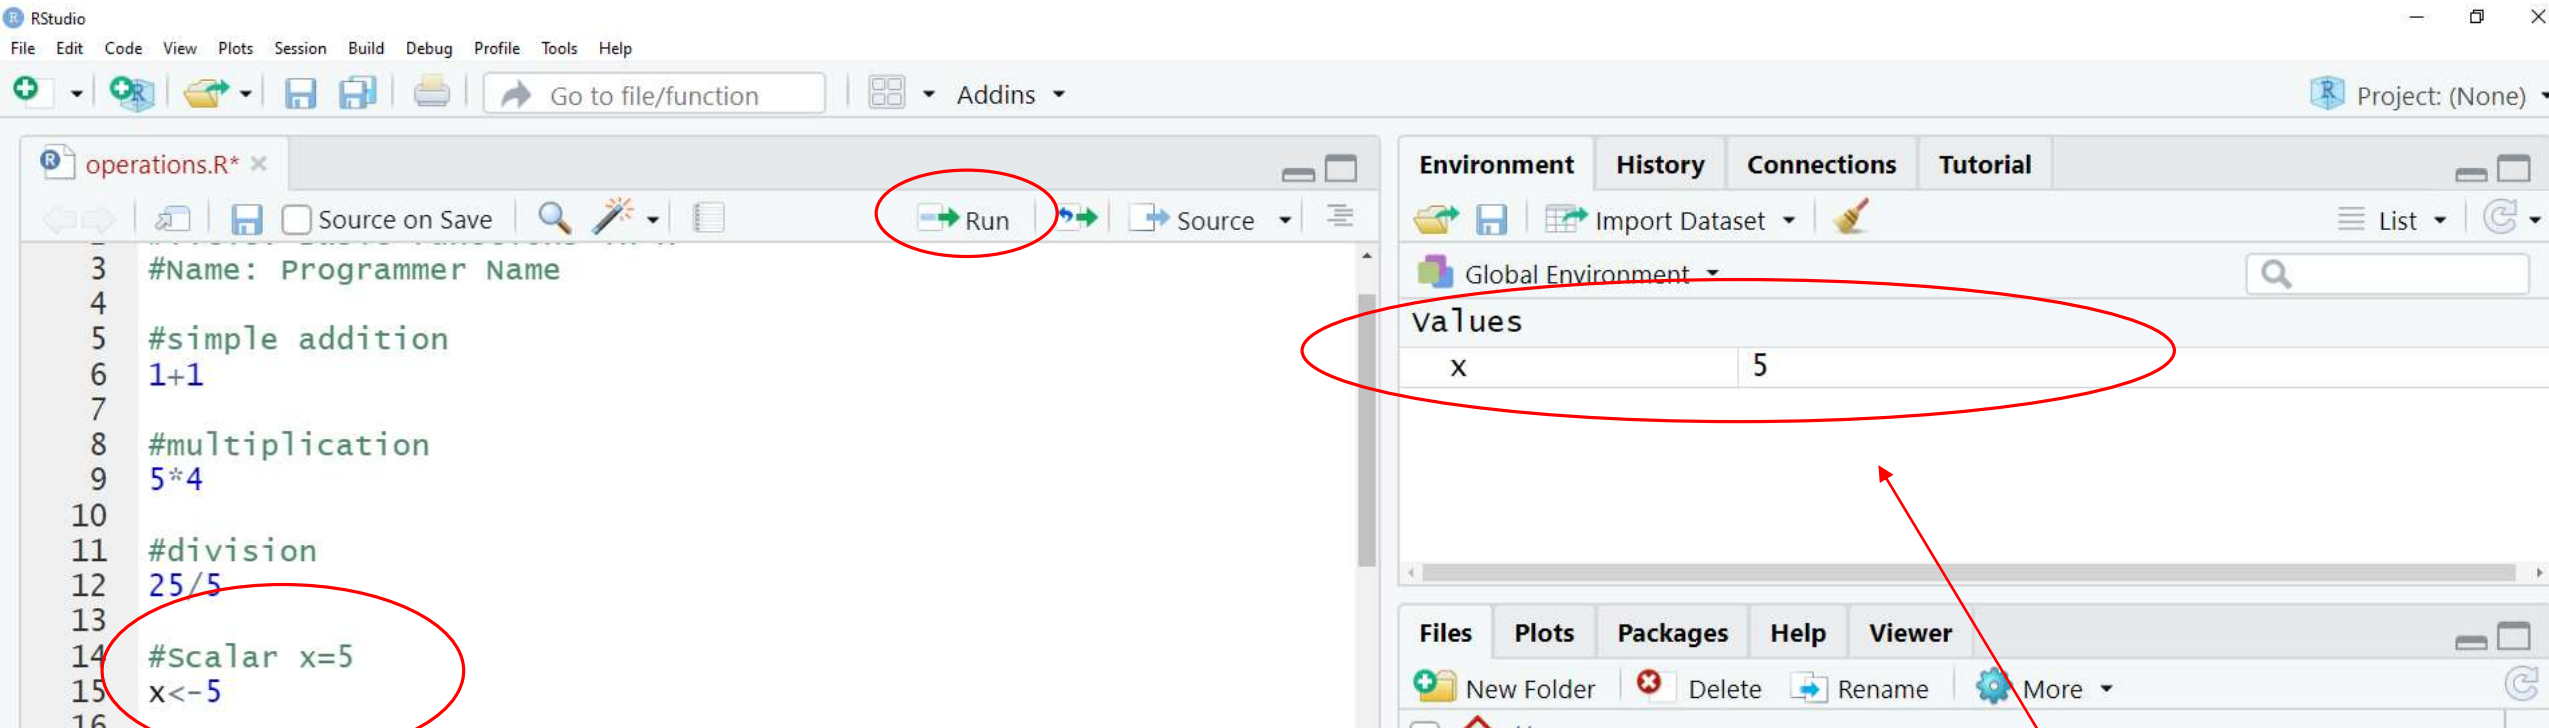 RStudio
File Edit Code View Plots Session Build Debug Profile Tools Help
Go to file/function Addins Project: (None)
operations.R*
Source on Save Run Source
3 #Name: Programmer Name
4
5 #simple addition
6 1+1
7
8 #multiplication
9 5*4
10
11 #division
12 25/5
13
14 #Scalar x=5
15 x<-5
16
Environment History Connections Tutorial
Import Dataset List
Global Environment
Values
x 5
Files Plots Packages Help Viewer
New Folder Delete Rename More